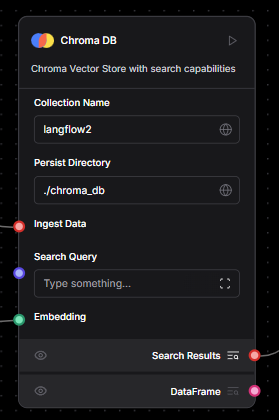 Chroma DB
Chroma Vector Store with search capabilities
Collection Name
langflow2
Persist Directory
./chroma_db
Ingest Data
Search Query
Type something...
Embedding
Search Results
DataFrame